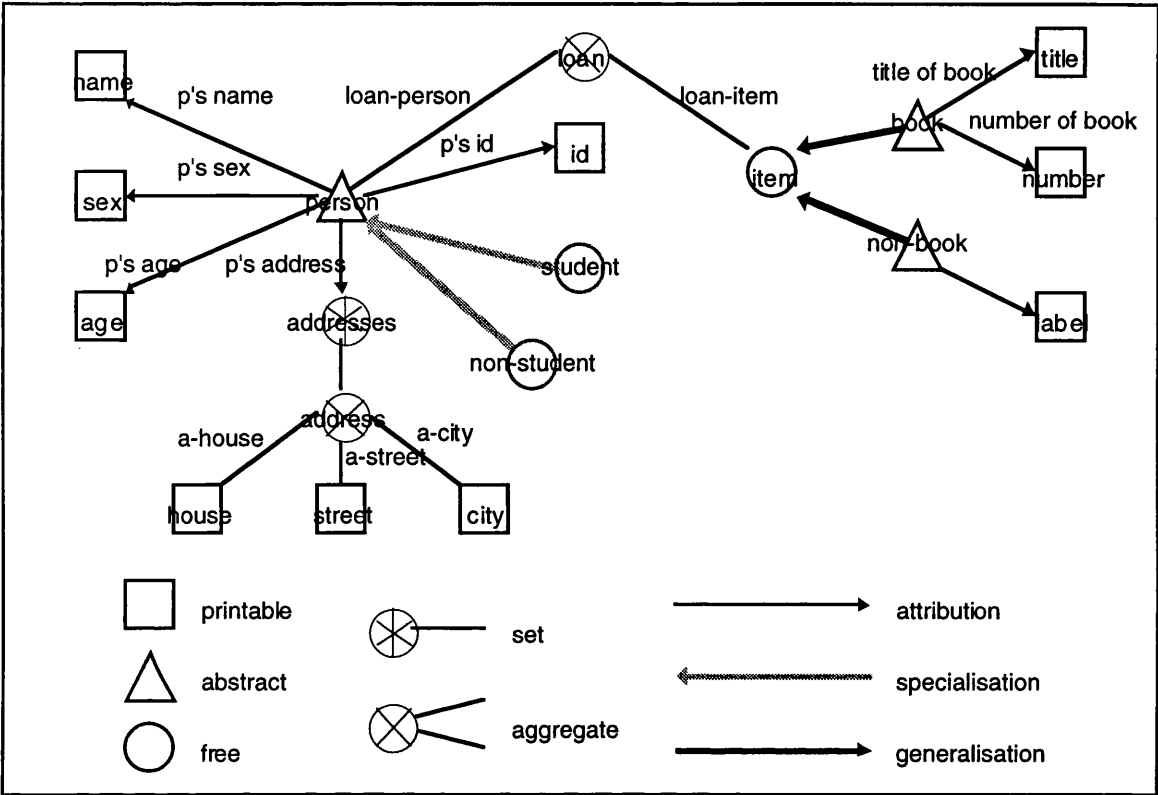 name
p's name
loan-person
loan
loan-item
title of book
title
book
number of book
p's id
id
p's sex
sex
person
item
number
non-book
p's age
p's address
student
age
addresses
label
non-student
address
a-house
a-city
a-street
house
street
city
printable
set
attribution
abstract
specialisation
aggregate
free
generalisation